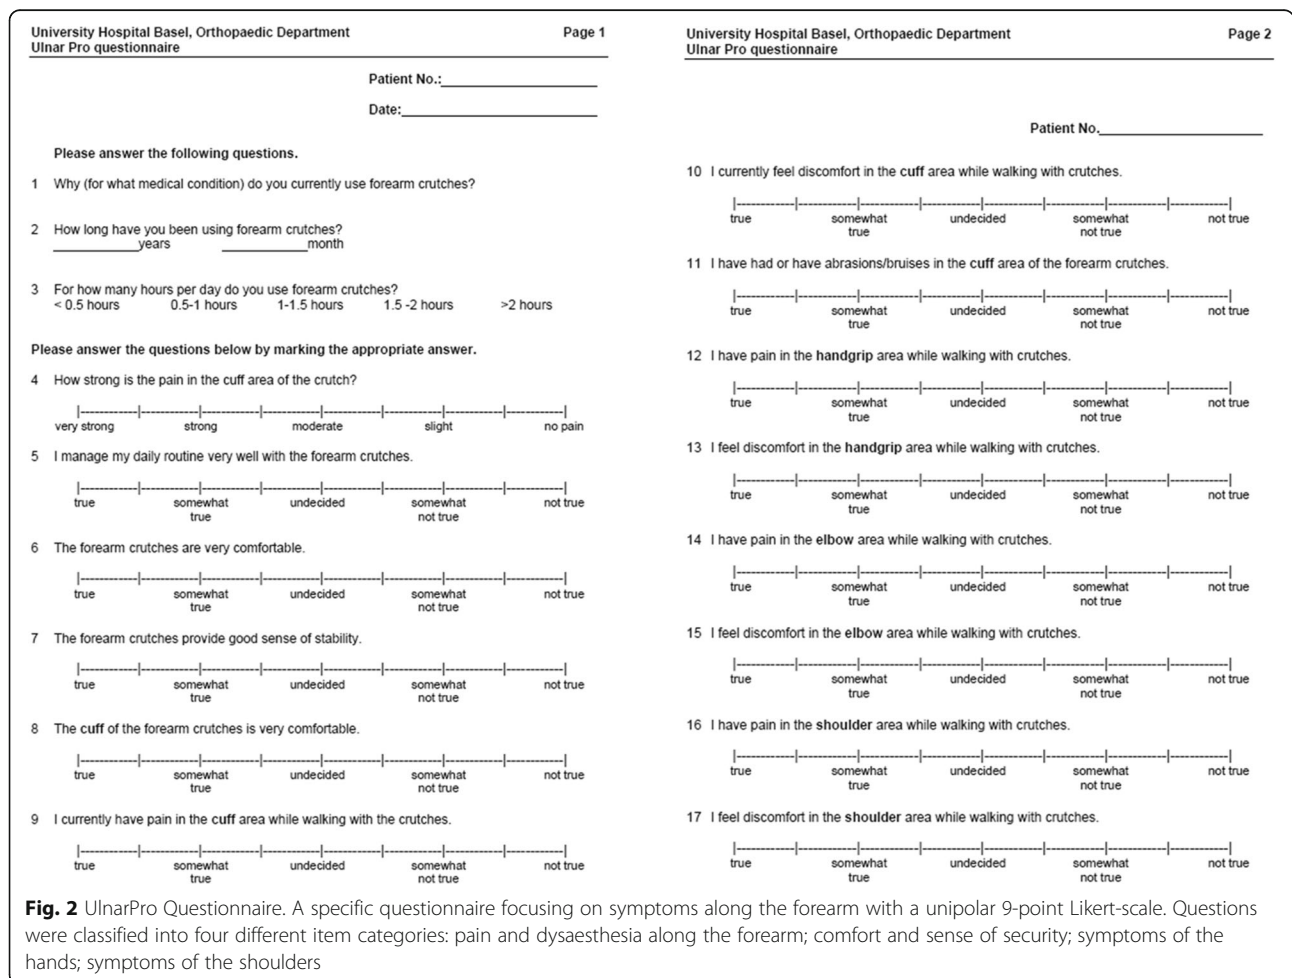 University Hospital Basel, Orthopaedic Department Page 1
Ulnar Pro questionnaire
Patient No.:____________________
Date:____________________
Please answer the following questions.
1 Why (for what medical condition) do you currently use forearm crutches?
2 How long have you been using forearm crutches?
____________years ____________month
3 For how many hours per day do you use forearm crutches?
< 0.5 hours 0.5-1 hours 1-1.5 hours 1.5 -2 hours >2 hours
Please answer the questions below by marking the appropriate answer.
4 How strong is the pain in the cuff area of the crutch?
very strong strong moderate slight no pain
5 I manage my daily routine very well with the forearm crutches.
true somewhat undecided somewhat not true
true not true
6 The forearm crutches are very comfortable.
true somewhat undecided somewhat not true
true not true
7 The forearm crutches provide good sense of stability.
true somewhat undecided somewhat not true
true not true
8 The cuff of the forearm crutches is very comfortable.
true somewhat undecided somewhat not true
true not true
9 I currently have pain in the cuff area while walking with the crutches.
true somewhat undecided somewhat not true
true not true
University Hospital Basel, Orthopaedic Department Page 2
Ulnar Pro questionnaire
Patient No.____________________
10 I currently feel discomfort in the cuff area while walking with crutches.
true somewhat undecided somewhat not true
true not true
11 I have had or have abrasions/bruises in the cuff area of the forearm crutches.
true somewhat undecided somewhat not true
true not true
12 I have pain in the handgrip area while walking with crutches.
true somewhat undecided somewhat not true
true not true
13 I feel discomfort in the handgrip area while walking with crutches.
true somewhat undecided somewhat not true
true not true
14 I have pain in the elbow area while walking with crutches.
true somewhat undecided somewhat not true
true not true
15 I feel discomfort in the elbow area while walking with crutches.
true somewhat undecided somewhat not true
true not true
16 I have pain in the shoulder area while walking with crutches.
true somewhat undecided somewhat not true
true not true
17 I feel discomfort in the shoulder area while walking with crutches.
true somewhat undecided somewhat not true
true not true
Fig. 2 UlnarPro Questionnaire. A specific questionnaire focusing on symptoms along the forearm with a unipolar 9-point Likert-scale. Questions
were classified into four different item categories: pain and dysaesthesia along the forearm; comfort and sense of security; symptoms of the
hands; symptoms of the shoulders